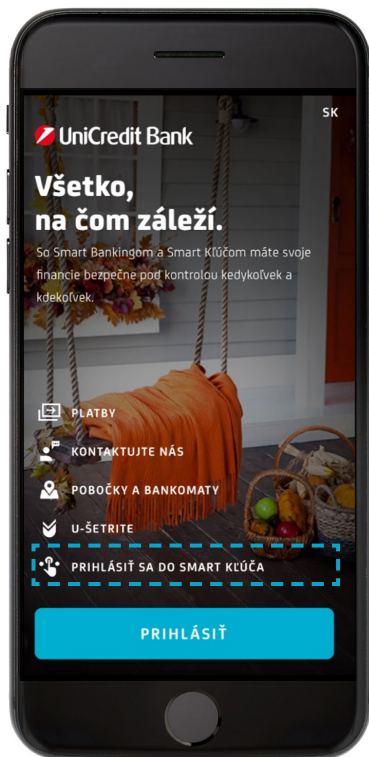 SK
UniCredit Bank
Všetko,
na čom záleží.
So Smart Bankingom a Smart Kľúčom máte svoje
financie bezpečne pod kontrolou kedykoľvek a
kdekoľvek.
PLATBY
KONTAKTUJTE NÁS
POBOČKY A BANKOMATY
U-ŠETRITE
PRIHLÁSIŤ SA DO SMART KĽÚČA
PRIHLÁSIŤ